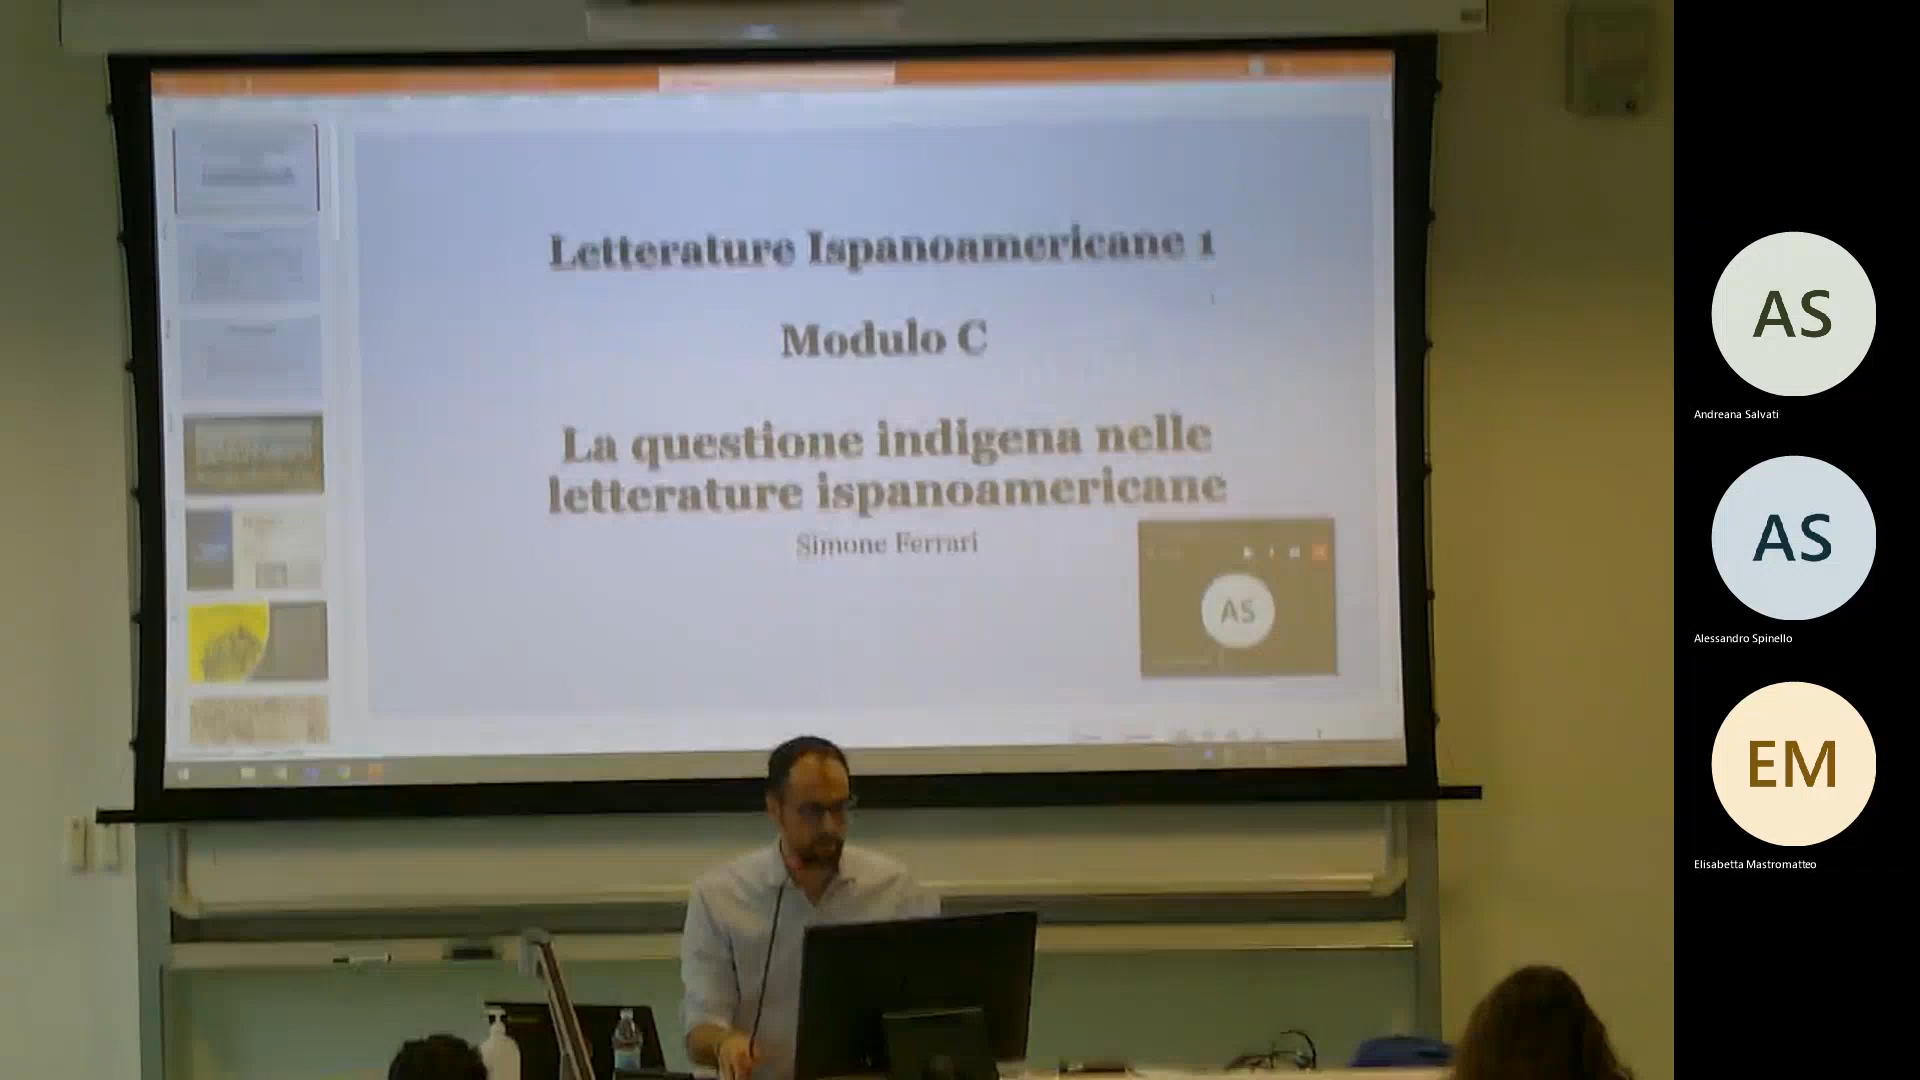 Letterature Ispanoamericane 1
Modulo C
La questione indigena nelle
letterature ispanoamericane
Simone Ferrari
AS
AS
Andreana Salvati
AS
Alessandro Spinello
EM
Elisabetta Mastromatteo